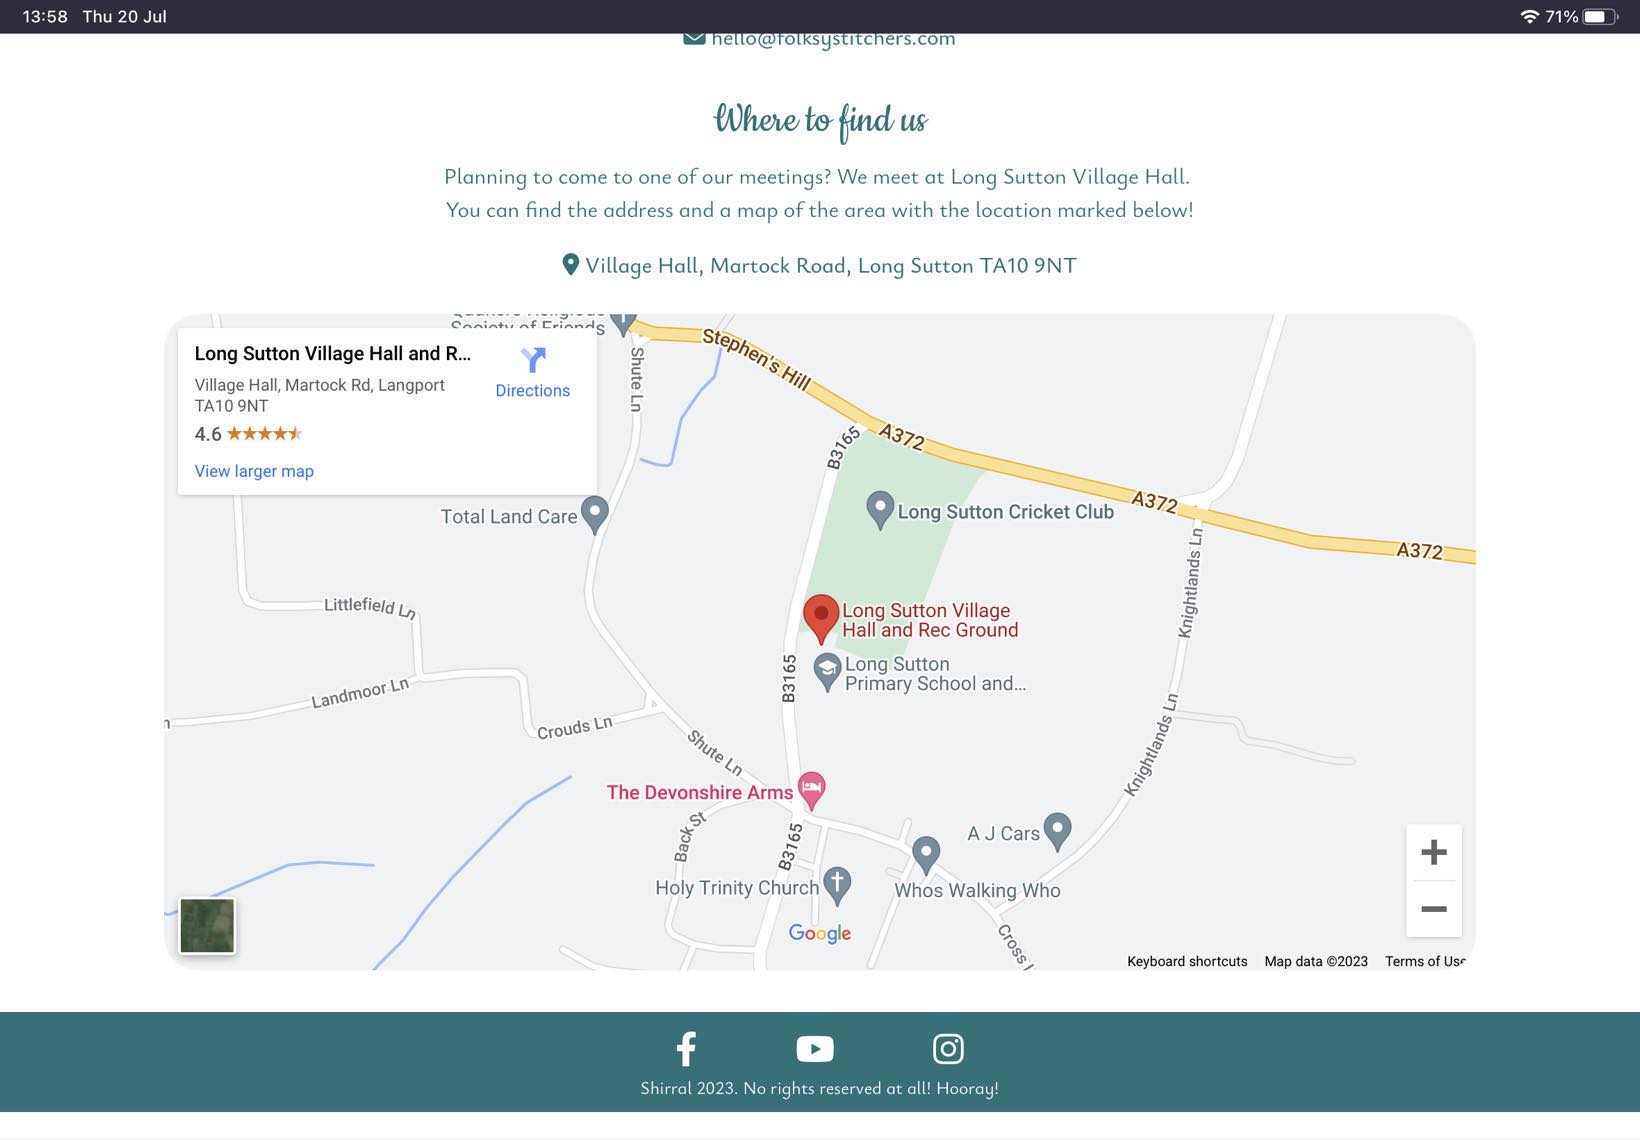 13:58 Thu 20 Jul
71%
hello@folksystitchers.com
Where to find us
Planning to come to one of our meetings? We meet at Long Sutton Village Hall.
You can find the address and a map of the area with the location marked below!
Village Hall, Martock Road, Long Sutton TA10 9NT
Society of Friends
Long Sutton Village Hall and R...
Village Hall, Martock Rd, Langport
TA10 9NT
4.6
Directions
View larger map
Shute Ln
Stephen's Hill
B3165
A372
A372
A372
Total Land Care
Long Sutton Cricket Club
Knightlands Ln
Littlefield Ln
Long Sutton Village
Hall and Rec Ground
B3165
Long Sutton
Primary School and...
Landmoor Ln
Crouds Ln
Shute Ln
Knightlands Ln
The Devonshire Arms
Back St
B3165
A J Cars
Holy Trinity Church
Whos Walking Who
Google
Cross
Keyboard shortcuts
Map data ©2023
Terms of Use
Shirral 2023. No rights reserved at all! Hooray!